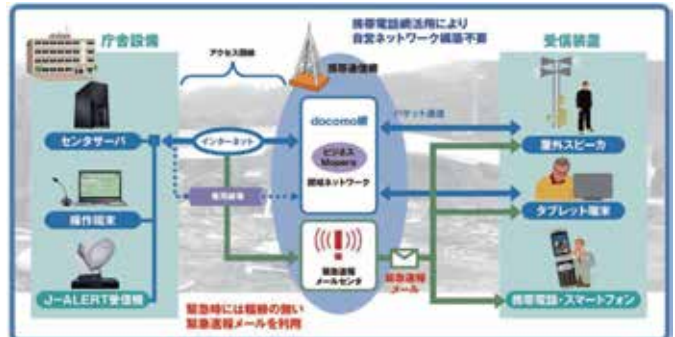 携帯電話網活用により
自営ネットワーク構築不要
庁舎設備
アクセス回線
携帯通信網
受信装置
docomo網
パケット通信
センタサーバ
インターネット
ビジネス
Mopera
閉域ネットワーク
屋外スピーカ
操作端末
専用線等
タブレット端末
緊急速報
メールセンタ
緊急速報
メール
J-ALERT受信機
緊急時には輻輳の無い
緊急速報メールを利用
携帯電話・スマートフォン